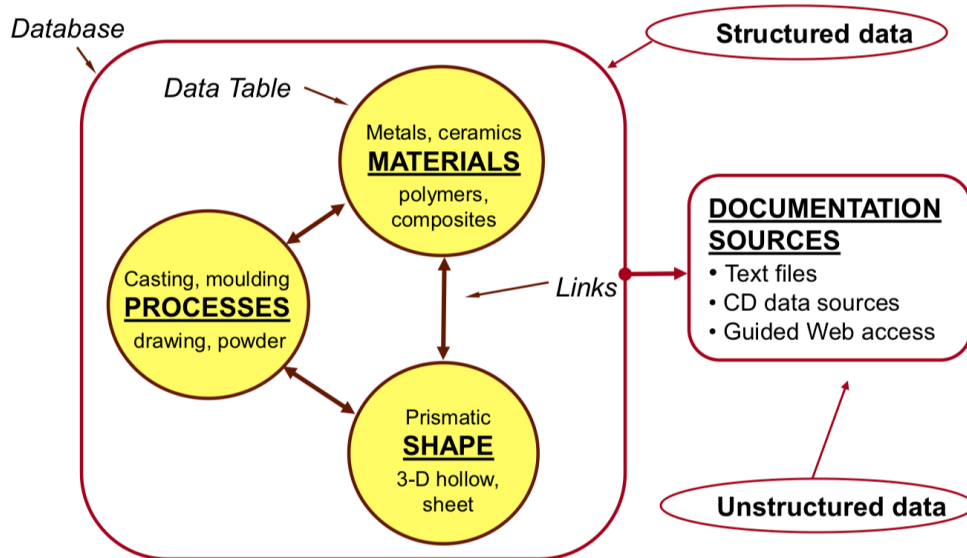 Database
Structured data
Data Table
Metals, ceramics
MATERIALS
polymers,
composites
Casting, moulding
PROCESSES
drawing, powder
Links
Prismatic
SHAPE
3-D hollow,
sheet
DOCUMENTATION
SOURCES
• Text files
• CD data sources
• Guided Web access
Unstructured data